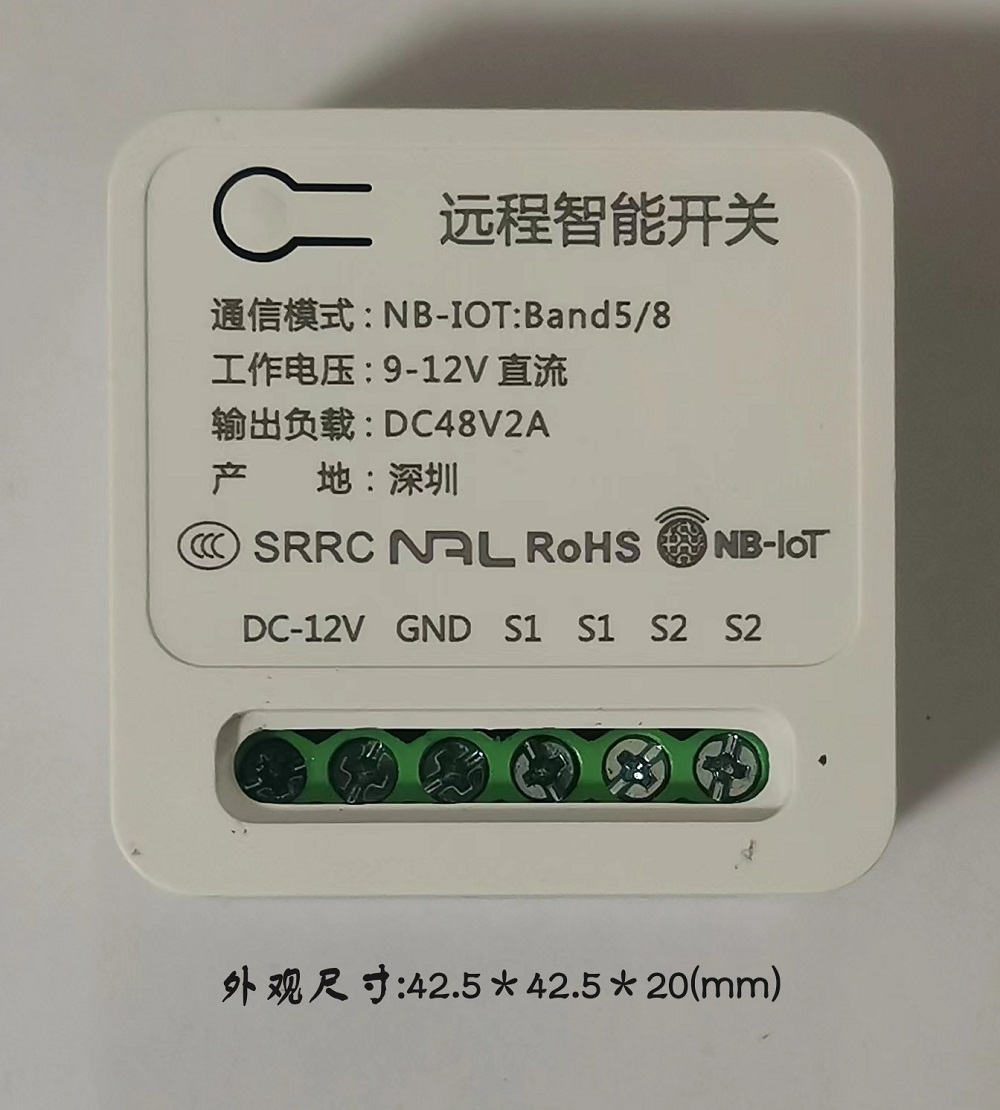 远程智能开关
通信模式:NB-IOT:Band5/8
工作电压:9-12V 直流
输出负载:DC48V2A
产 地:深圳
CCC SRRC NAL RoHS NB-IoT
DC-12V GND S1 S1 S2 S2
外观尺寸:42.5*42.5*20(mm)